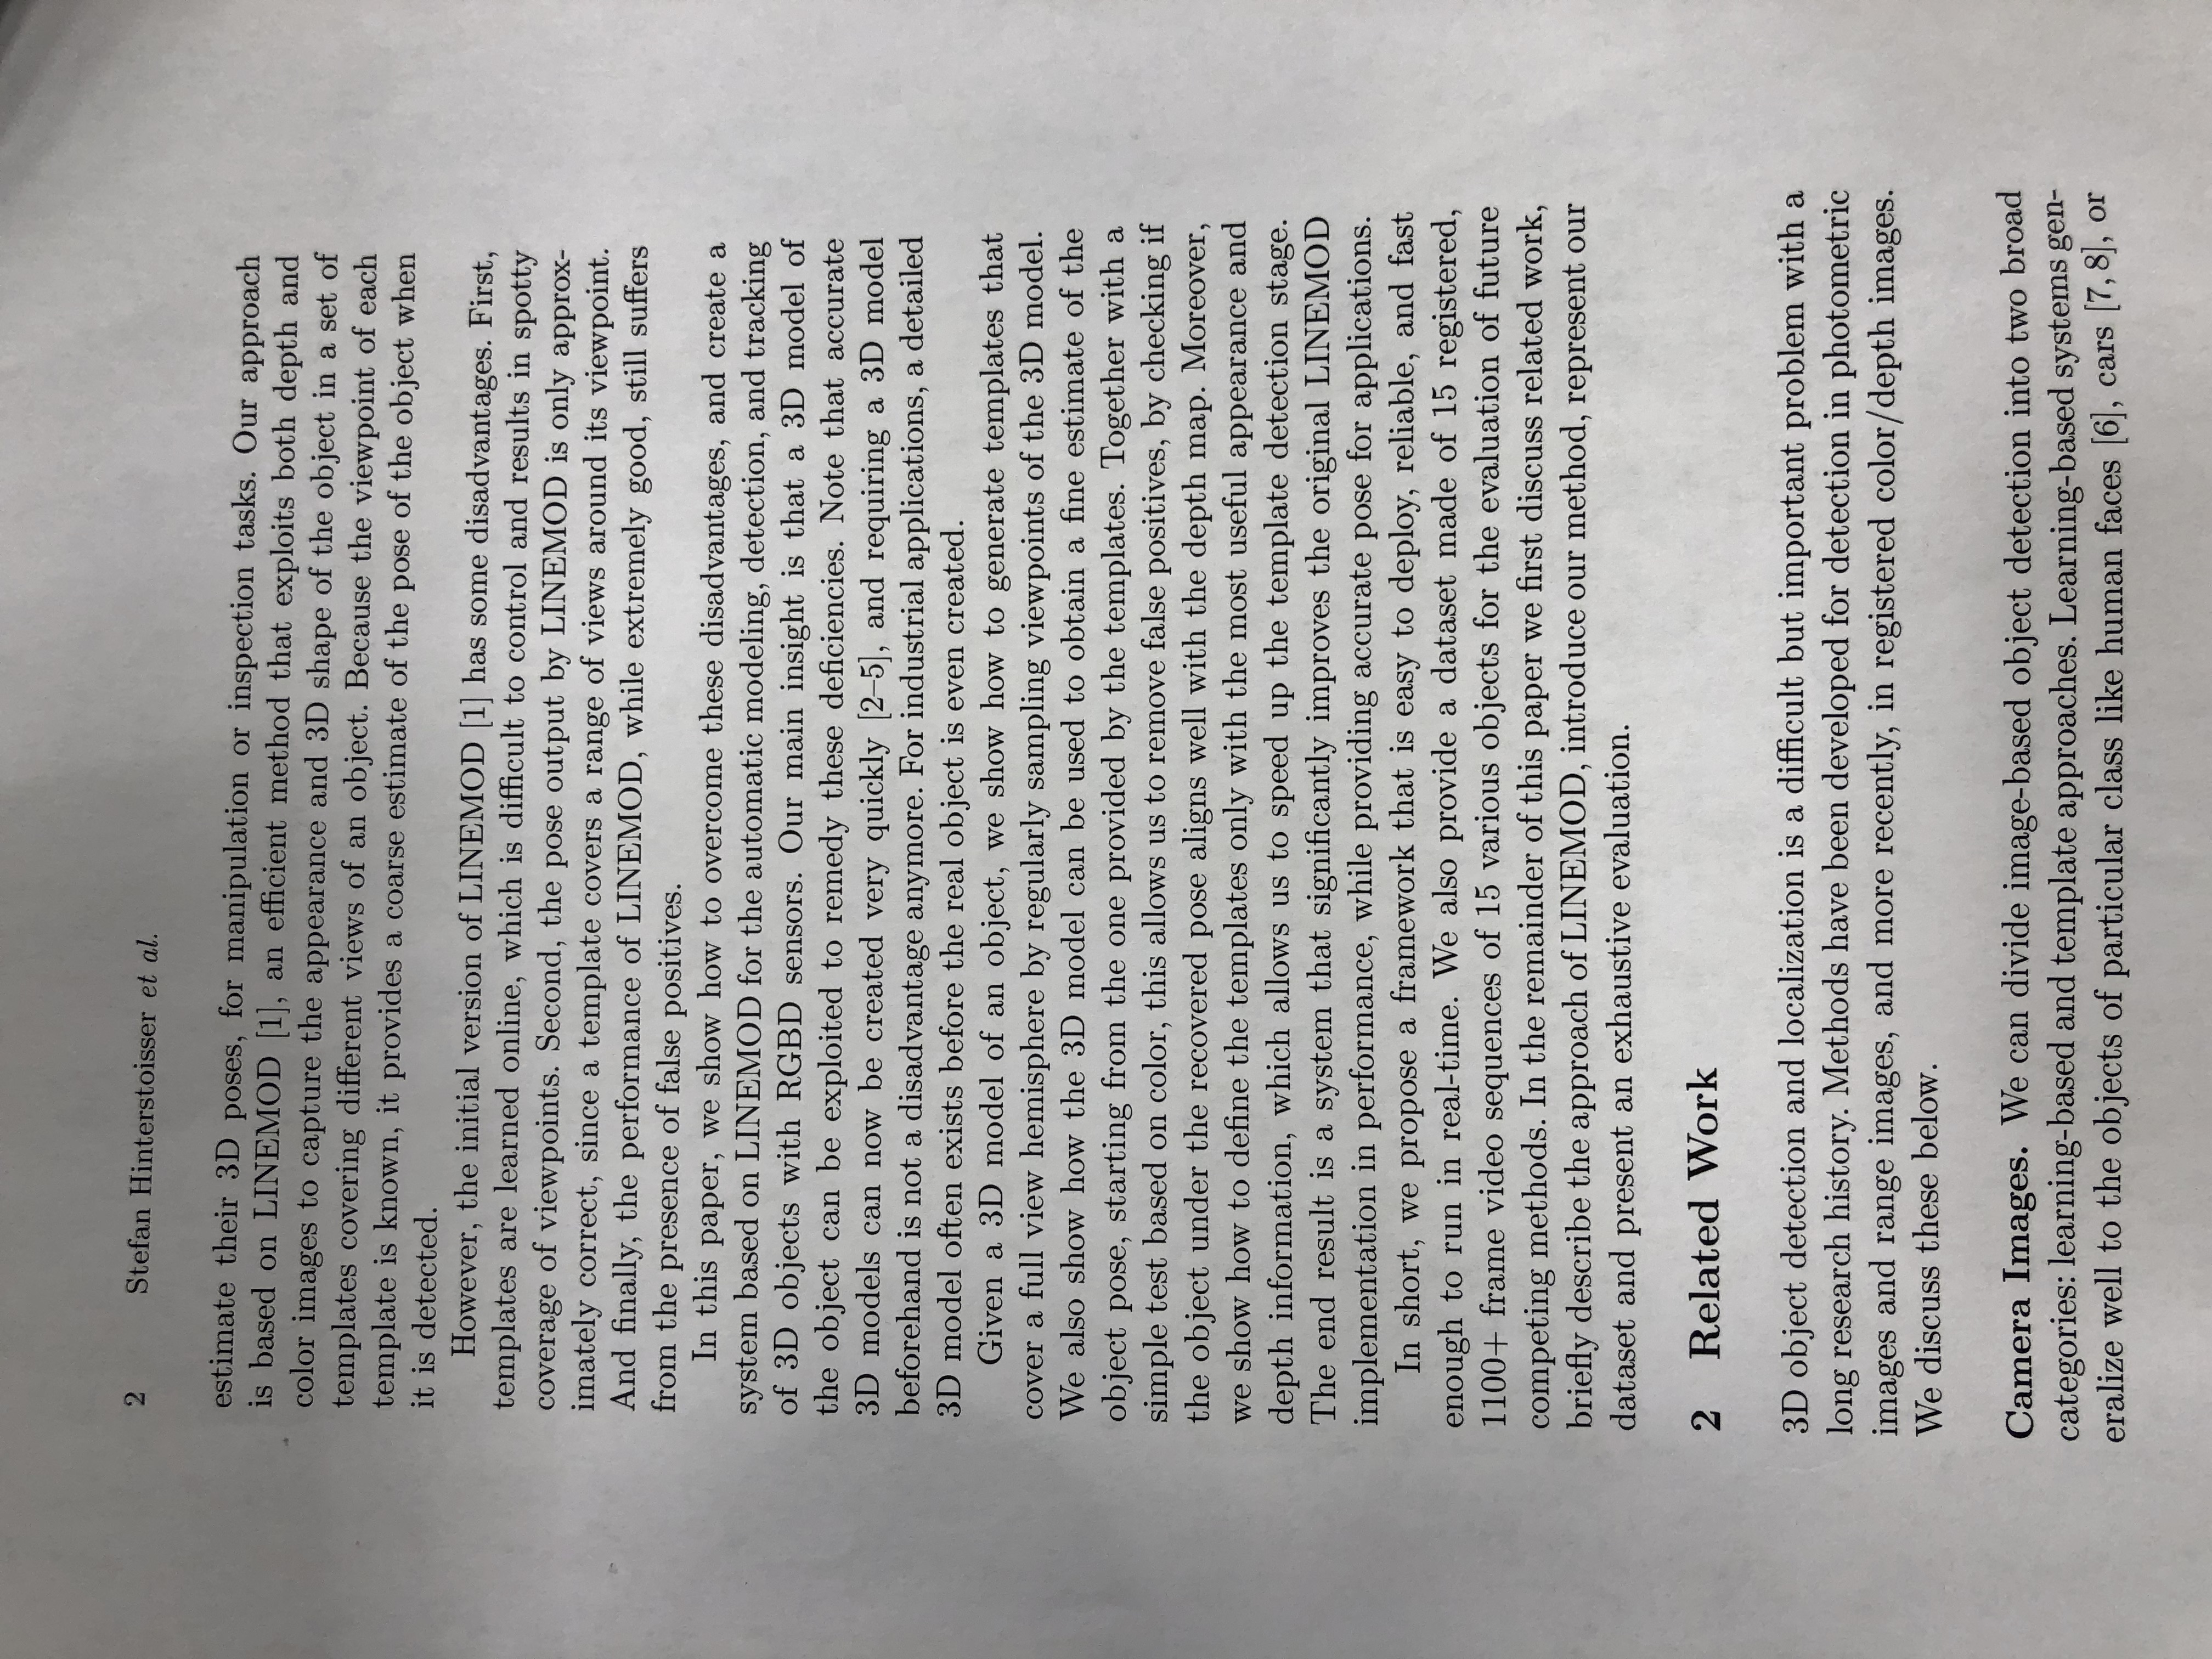 2 Stefan Hinterstoisser et al.
estimate their 3D poses, for manipulation or inspection tasks. Our approach
is based on LINEMOD [1], an efficient method that exploits both depth and
color images to capture the appearance and 3D shape of the object in a set of
templates covering different views of an object. Because the viewpoint of each
template is known, it provides a coarse estimate of the pose of the object when
it is detected.
However, the initial version of LINEMOD [1] has some disadvantages. First,
templates are learned online, which is difficult to control and results in spotty
coverage of viewpoints. Second, the pose output by LINEMOD is only approx-
imately correct, since a template covers a range of views around its viewpoint.
And finally, the performance of LINEMOD, while extremely good, still suffers
from the presence of false positives.
In this paper, we show how to overcome these disadvantages, and create a
system based on LINEMOD for the automatic modeling, detection, and tracking
of 3D objects with RGBD sensors. Our main insight is that a 3D model of
the object can be exploited to remedy these deficiencies. Note that accurate
3D models can now be created very quickly [2–5], and requiring a 3D model
beforehand is not a disadvantage anymore. For industrial applications, a detailed
3D model often exists before the real object is even created.
Given a 3D model of an object, we show how to generate templates that
cover a full view hemisphere by regularly sampling viewpoints of the 3D model.
We also show how the 3D model can be used to obtain a fine estimate of the
object pose, starting from the one provided by the templates. Together with a
simple test based on color, this allows us to remove false positives, by checking if
the object under the recovered pose aligns well with the depth map. Moreover,
we show how to define the templates only with the most useful appearance and
depth information, which allows us to speed up the template detection stage.
The end result is a system that significantly improves the original LINEMOD
implementation in performance, while providing accurate pose for applications.
In short, we propose a framework that is easy to deploy, reliable, and fast
enough to run in real-time. We also provide a dataset made of 15 registered,
1100+ frame video sequences of 15 various objects for the evaluation of future
competing methods. In the remainder of this paper we first discuss related work,
briefly describe the approach of LINEMOD, introduce our method, represent our
dataset and present an exhaustive evaluation.
2 Related Work
3D object detection and localization is a difficult but important problem with a
long research history. Methods have been developed for detection in photometric
images and range images, and more recently, in registered color/depth images.
We discuss these below.
Camera Images. We can divide image-based object detection into two broad
categories: learning-based and template approaches. Learning-based systems gen-
eralize well to the objects of particular class like human faces [6], cars [7, 8], or